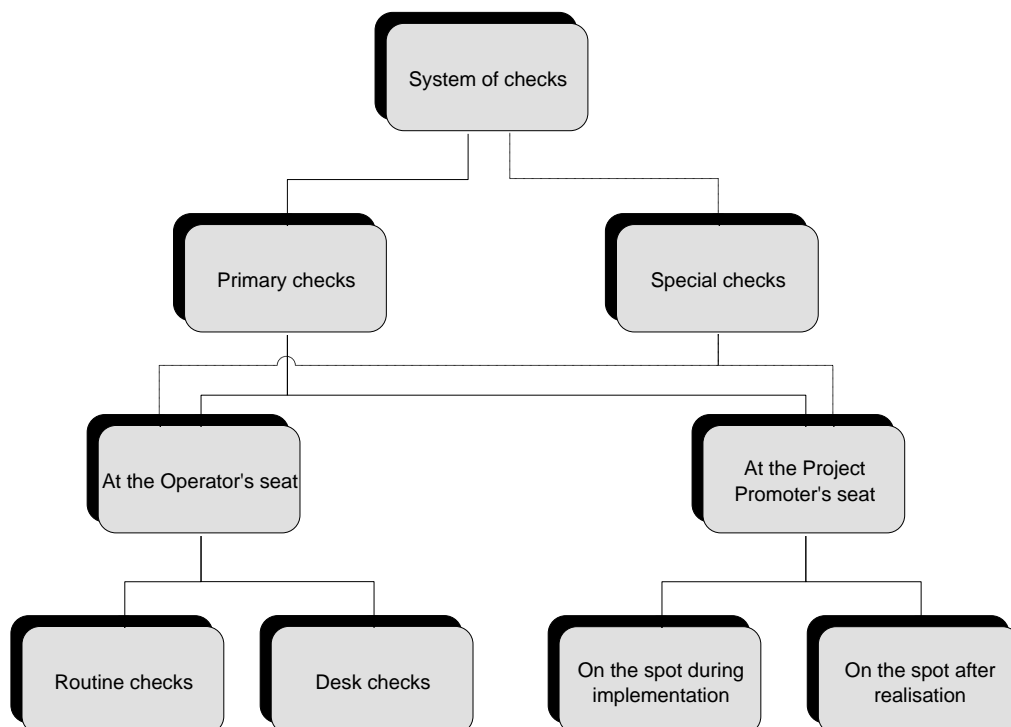 System of checks
Primary checks
Special checks
At the Operator's seat
At the Project
Promoter's seat
Routine checks
Desk checks
On the spot during
implementation
On the spot after
realisation